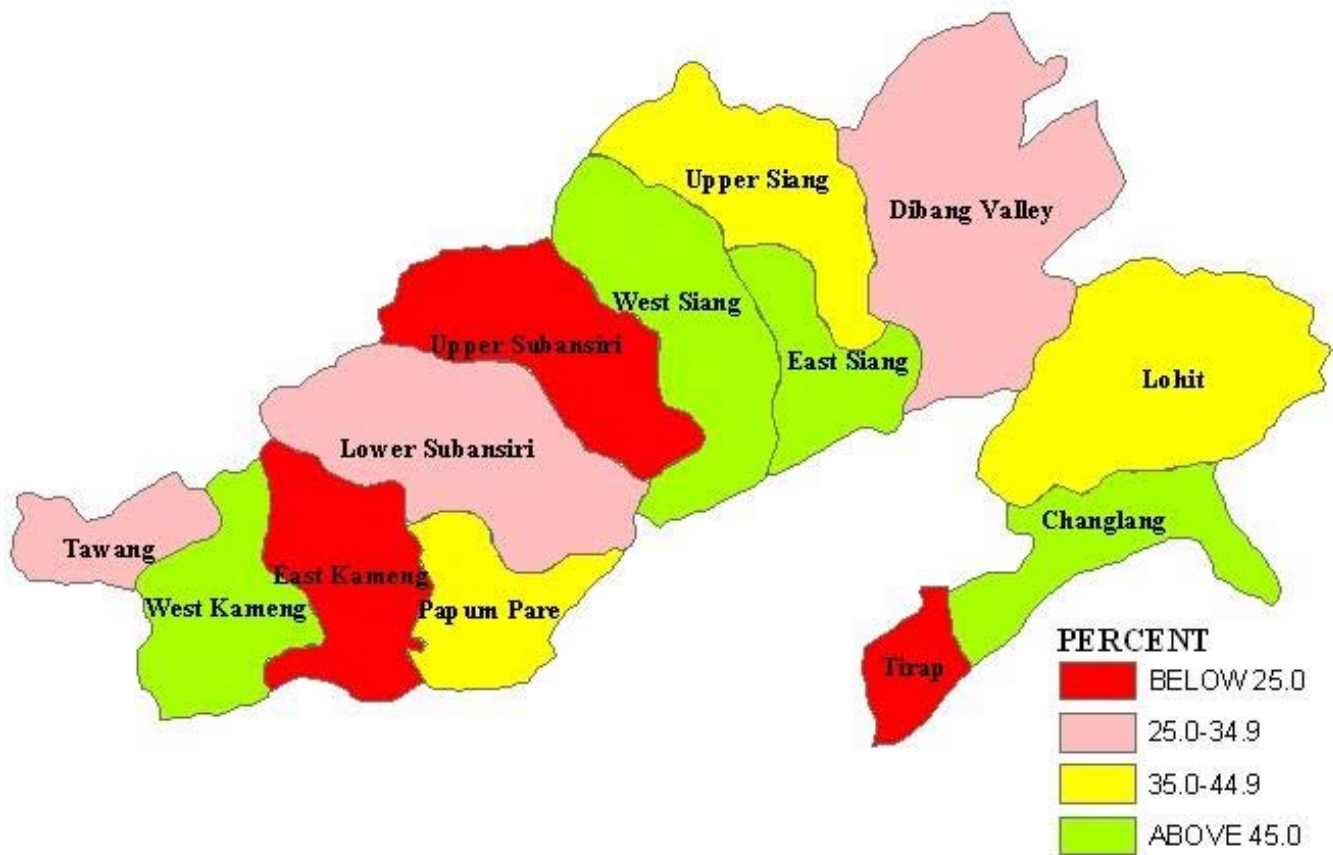 Upper Siang
Dibang Valley
West Siang
Upper Subansiri
East Siang
Lohit
Lower Subansiri
Changlang
Tawang
East Kameng
West Kameng
Papum Pare
Tirap
PERCENT
BELOW 25.0
25.0-34.9
35.0-44.9
ABOVE 45.0